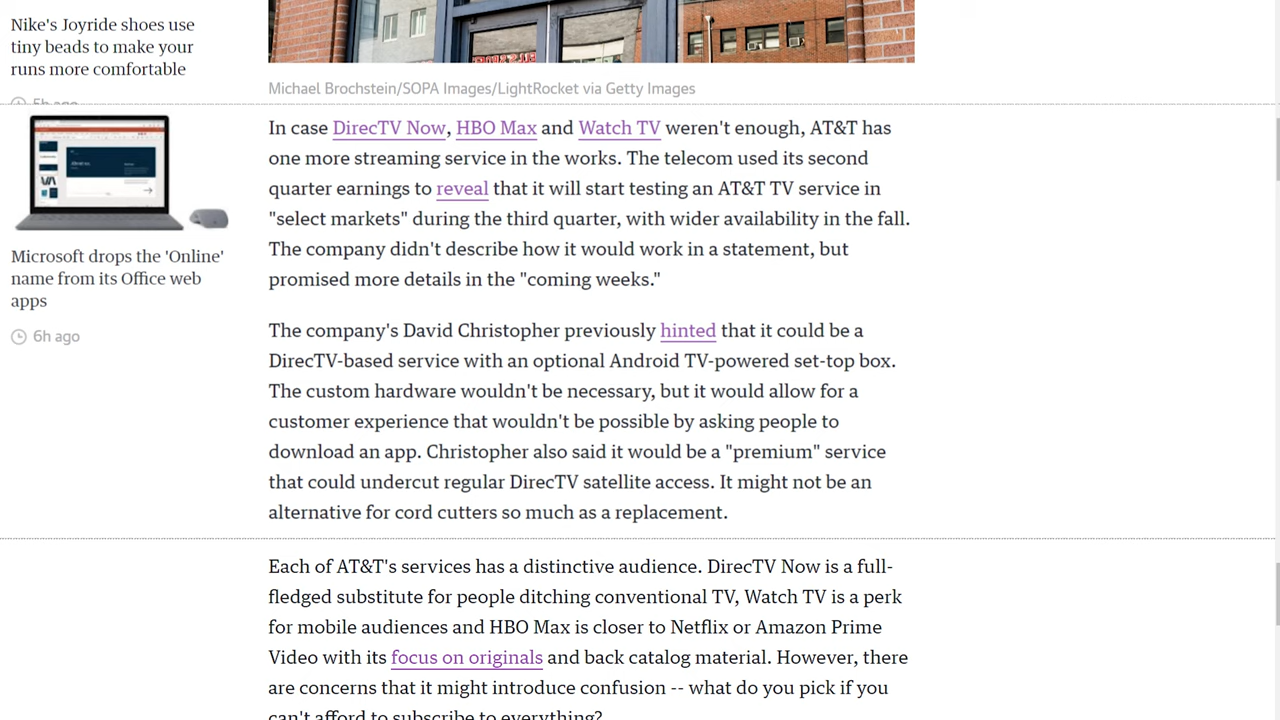 Nike's Joyride shoes use
tiny beads to make your
runs more comfortable
5h ago
Microsoft drops the 'Online'
name from its Office web
apps
6h ago
Michael Brochstein/SOPA Images/LightRocket via Getty Images
In case DirecTV Now, HBO Max and Watch TV weren't enough, AT&T has
one more streaming service in the works. The telecom used its second
quarter earnings to reveal that it will start testing an AT&T TV service in
"select markets" during the third quarter, with wider availability in the fall.
The company didn't describe how it would work in a statement, but
promised more details in the "coming weeks."
The company's David Christopher previously hinted that it could be a
DirecTV-based service with an optional Android TV-powered set-top box.
The custom hardware wouldn't be necessary, but it would allow for a
customer experience that wouldn't be possible by asking people to
download an app. Christopher also said it would be a "premium" service
that could undercut regular DirecTV satellite access. It might not be an
alternative for cord cutters so much as a replacement.
Each of AT&T's services has a distinctive audience. DirecTV Now is a full-
fledged substitute for people ditching conventional TV, Watch TV is a perk
for mobile audiences and HBO Max is closer to Netflix or Amazon Prime
Video with its focus on originals and back catalog material. However, there
are concerns that it might introduce confusion -- what do you pick if you
can't afford to subscribe to everything?